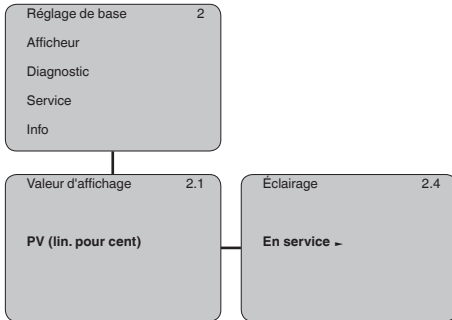 Réglage de base 2
Afficheur
Diagnostic
Service
Info
Valeur d'affichage 2.1
PV (lin. pour cent)
Éclairage 2.4
En service ►